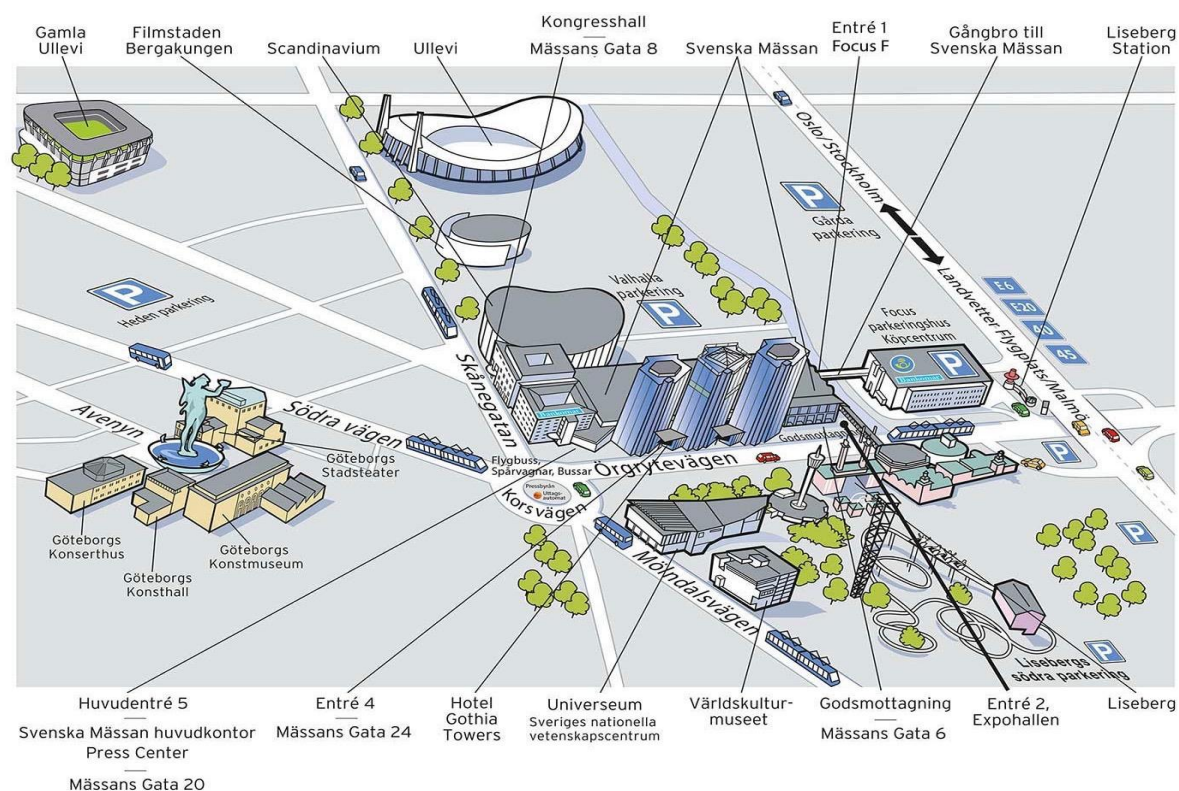 Gamla
Ullevi
Filmstaden
Bergakungen
Scandinavium
Ullevi
Kongresshall
Mässans Gata 8
Svenska Mässan
Entré 1
Focus F
Gångbro till
Svenska Mässan
Liseberg
Station
Oslo/Stockholm
P
Gårda
parkering
Landvetter Flygplats/Malmö
E6
E20
40
45
P
Heden parkering
Valhalla
parkering
P
Focus
parkeringshus
Köpcentrum
P
Skånegatan
Avenyn
Södra vägen
Göteborgs
Stadsteater
Göteborgs
Konserthus
Göteborgs
Konsthall
Göteborgs
Konstmuseum
Flygbuss,
Spårvagnar, Bussar
Pressbyrån
Uttags-
automat
Korsvägen
Örgrytevägen
Godsmottagn
P
Mölndalsvägen
P
P
Lisebergs
södra parkering
Huvudentré 5
Svenska Mässan huvudkontor
Press Center
Mässans Gata 20
Entré 4
Mässans Gata 24
Hotel
Gothia
Towers
Universeum
Sveriges nationella
vetenskapscentrum
Världskultur-
museet
Godsmottagning
Mässans Gata 6
Entré 2,
Expohallen
Liseberg